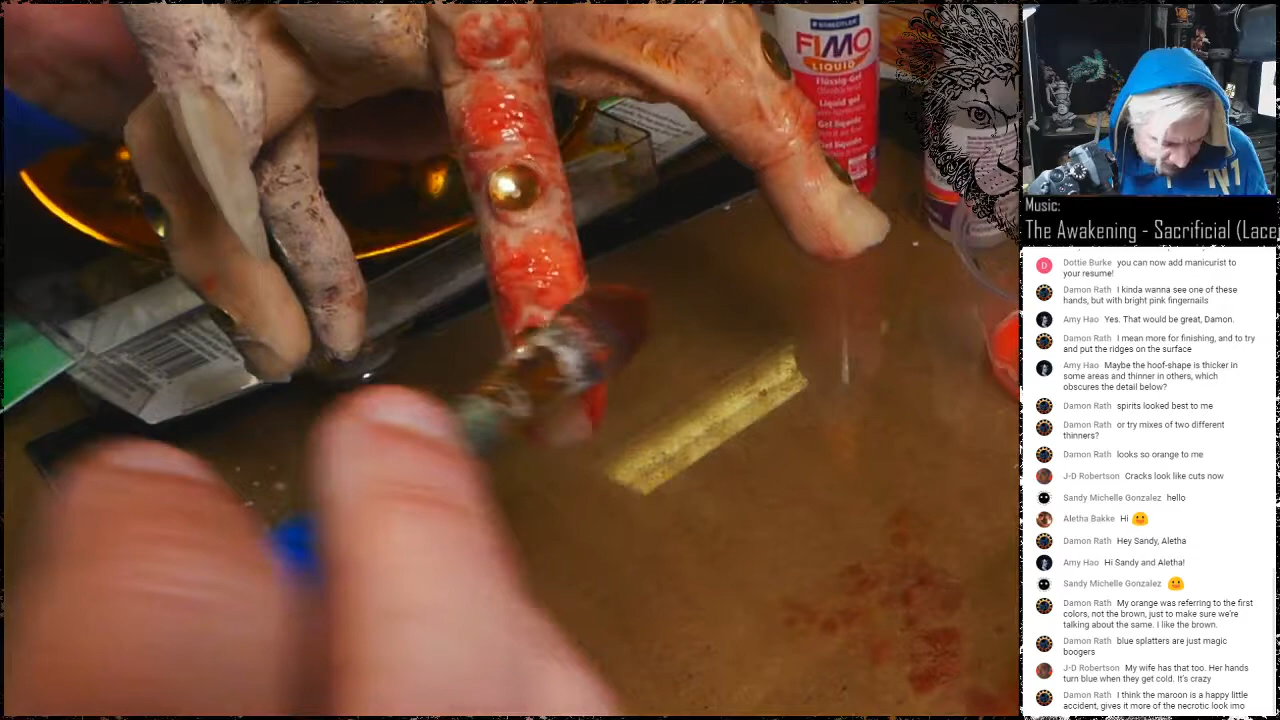 STAEDTLER
FIMO
LIQUID
Flüssig-Gel
Liquid gel
Gel liquide
Music:
The Awakening - Sacrificial (Lace
Dottie Burke you can now add manicurist to
your resume!
Damon Rath I kinda wanna see one of these
hands, but with bright pink fingernails
Amy Hao Yes. That would be great, Damon.
Damon Rath I mean more for finishing, and to try
and put the ridges on the surface
Amy Hao Maybe the hoof-shape is thicker in
some areas and thinner in others, which
obscures the detail below?
Damon Rath spirits looked best to me
Damon Rath or try mixes of two different
thinners?
Damon Rath looks so orange to me
J-D Robertson Cracks look like cuts now
Sandy Michelle Gonzalez hello
Aletha Bakke Hi
Damon Rath Hey Sandy, Aletha
Amy Hao Hi Sandy and Aletha!
Sandy Michelle Gonzalez
Damon Rath My orange was referring to the first
colors, not the brown, just to make sure we're
talking about the same. I like the brown.
Damon Rath blue splatters are just magic
boogers
J-D Robertson My wife has that too. Her hands
turn blue when they get cold. It's crazy
Damon Rath I think the maroon is a happy little
accident, gives it more of the necrotic look imo